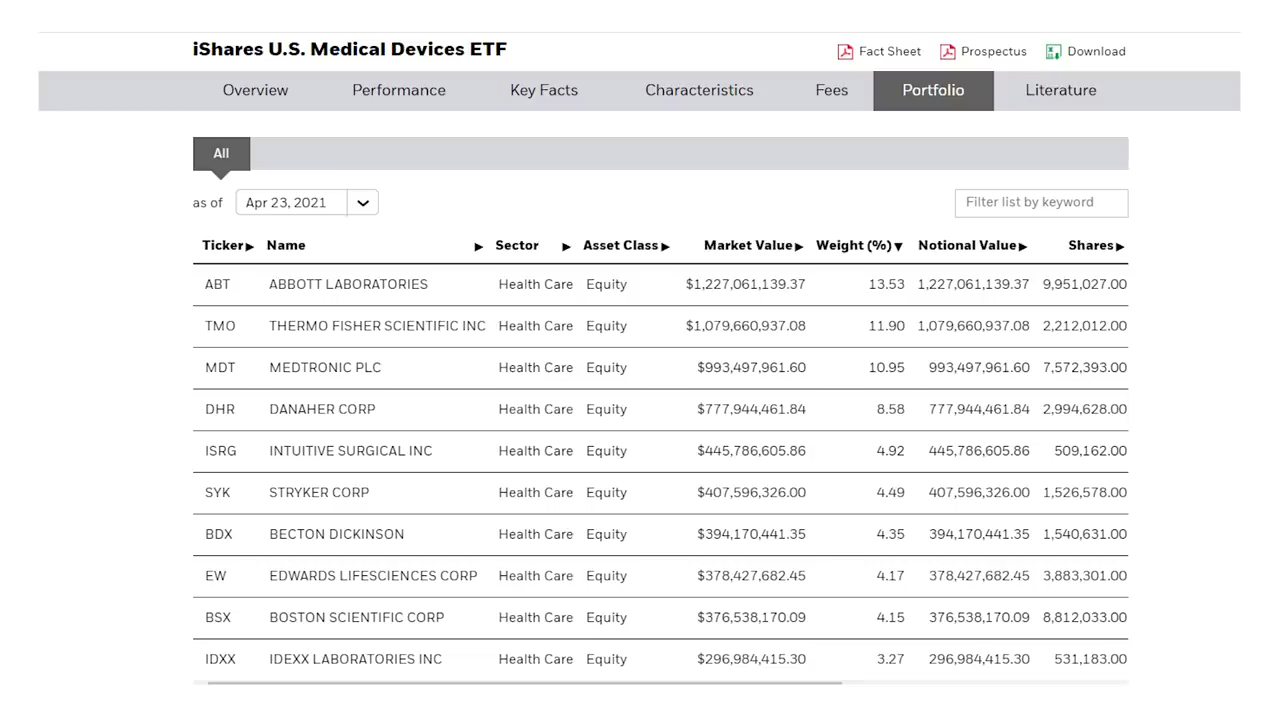 iShares U.S. Medical Devices ETF
Fact Sheet Prospectus Download
Overview Performance Key Facts Characteristics Fees Portfolio Literature
All
as of Apr 23, 2021 Filter list by keyword
Ticker Name Sector Asset Class Market Value Weight (%) Notional Value Shares
ABT ABBOTT LABORATORIES Health Care Equity $1,227,061,139.37 13.53 1,227,061,139.37 9,951,027.00
TMO THERMO FISHER SCIENTIFIC INC Health Care Equity $1,079,660,937.08 11.90 1,079,660,937.08 2,212,012.00
MDT MEDTRONIC PLC Health Care Equity $993,497,961.60 10.95 993,497,961.60 7,572,393.00
DHR DANAHER CORP Health Care Equity $777,944,461.84 8.58 777,944,461.84 2,994,628.00
ISRG INTUITIVE SURGICAL INC Health Care Equity $445,786,605.86 4.92 445,786,605.86 509,162.00
SYK STRYKER CORP Health Care Equity $407,596,326.00 4.49 407,596,326.00 1,526,578.00
BDX BECTON DICKINSON Health Care Equity $394,170,441.35 4.35 394,170,441.35 1,540,631.00
EW EDWARDS LIFESCIENCES CORP Health Care Equity $378,427,682.45 4.17 378,427,682.45 3,883,301.00
BSX BOSTON SCIENTIFIC CORP Health Care Equity $376,538,170.09 4.15 376,538,170.09 8,812,033.00
IDXX IDEXX LABORATORIES INC Health Care Equity $296,984,415.30 3.27 296,984,415.30 531,183.00